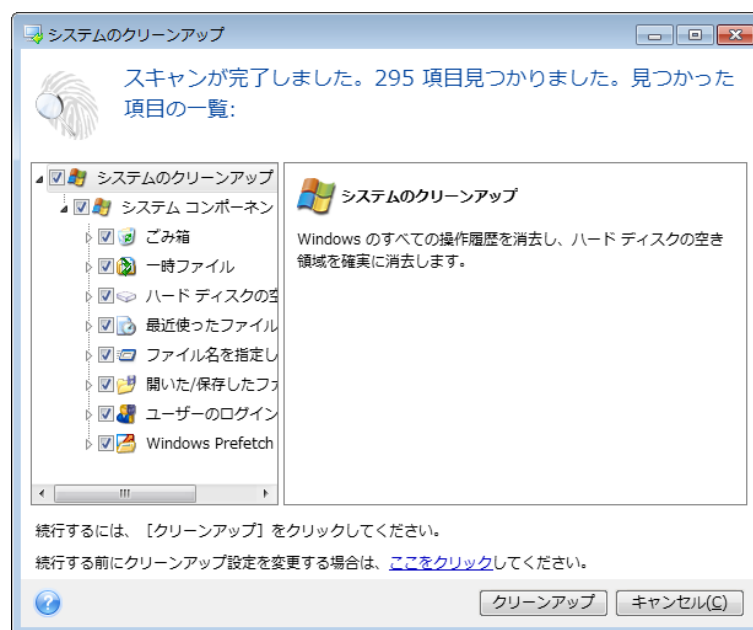 システムのクリーンアップ
スキャンが完了しました。295 項目見つかりました。見つかった
項目の一覧:
システムのクリーンアップ
システム コンポーネン
ごみ箱
一時ファイル
ハード ディスクの空
最近使ったファイル
ファイル名を指定し
開いた/保存したファ
ユーザーのログイン
Windows Prefetch
システムのクリーンアップ
Windows のすべての操作履歴を消去し、ハード ディスクの空き
領域を確実に消去します。
続行するには、［クリーンアップ］をクリックしてください。
続行する前にクリーンアップ設定を変更する場合は、ここをクリックしてください。
クリーンアップ
キャンセル(C)